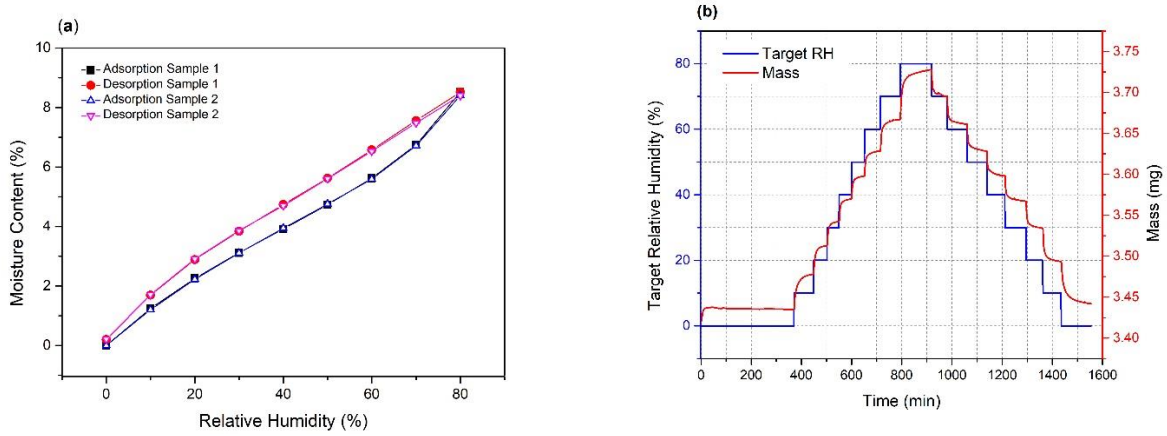 (a)
10
8
6
4
2
0
Moisture Content (%)
Adsorption Sample 1
Desorption Sample 1
Adsorption Sample 2
Desorption Sample 2
0 20 40 60 80
Relative Humidity (%)
(b)
Target RH
Mass
80
60
40
20
0
Target Relative Humidity (%)
3.75
3.70
3.65
3.60
3.55
3.50
3.45
3.40
Mass (mg)
0 200 400 600 800 1000 1200 1400 1600
Time (min)